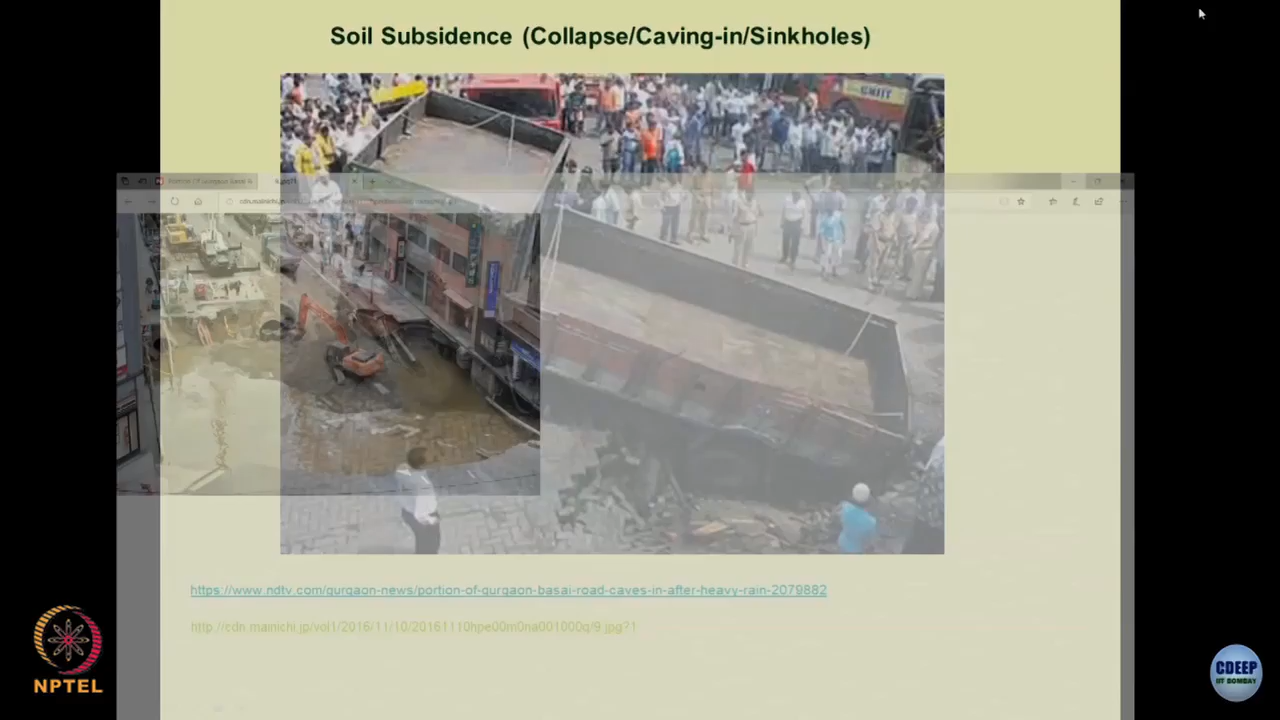 Soil Subsidence (Collapse/Caving-in/Sinkholes)
https://www.ndtv.com/gurgaon-news/portion-of-gurgaon-basai-road-caves-in-after-heavy-rain-2079882
http://cdn.mainichi.jp/vol1/2016/11/10/20161110hpe00m0na001000q/9.jpg?1
NPTEL
CDEEP
IIT BOMBAY